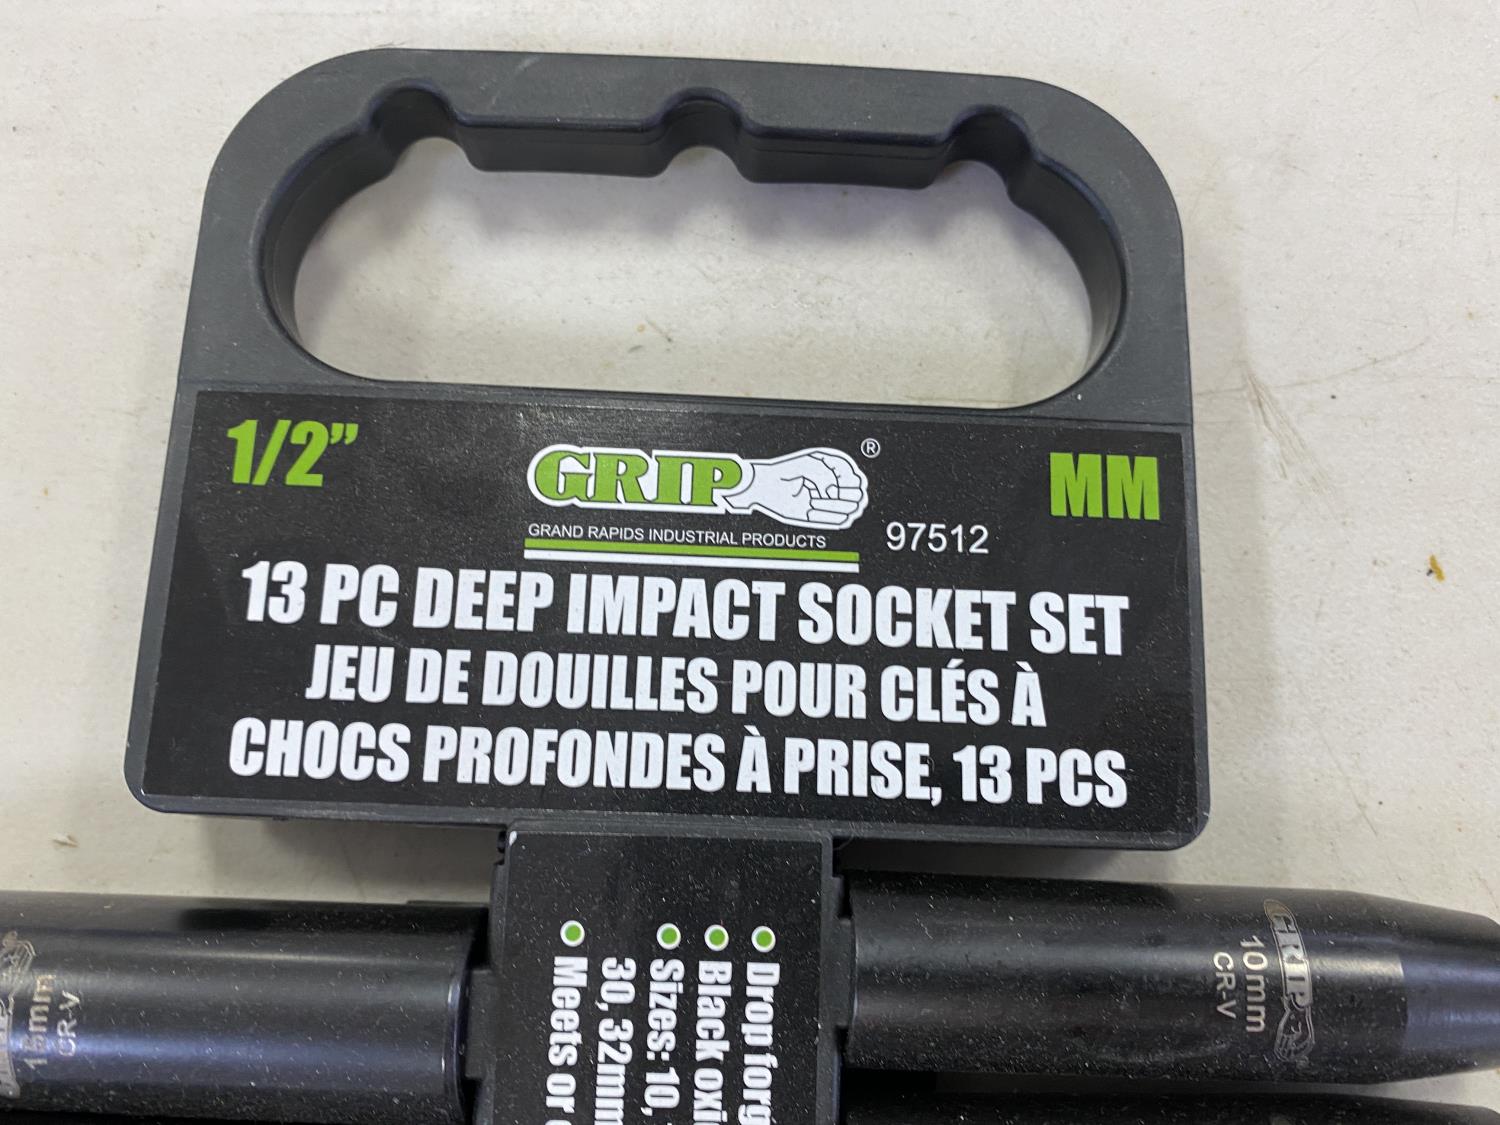 1/2” GRIP® MM
GRAND RAPIDS INDUSTRIAL PRODUCTS 97512
13 PC DEEP IMPACT SOCKET SET
JEU DE DOUILLES POUR CLÉS À
CHOCS PROFONDES À PRISE, 13 PCS
Drop forg
Black oxi
Sizes: 10,
30, 32mm
Meets or
GRIP
10mm
CR-V
CR-V